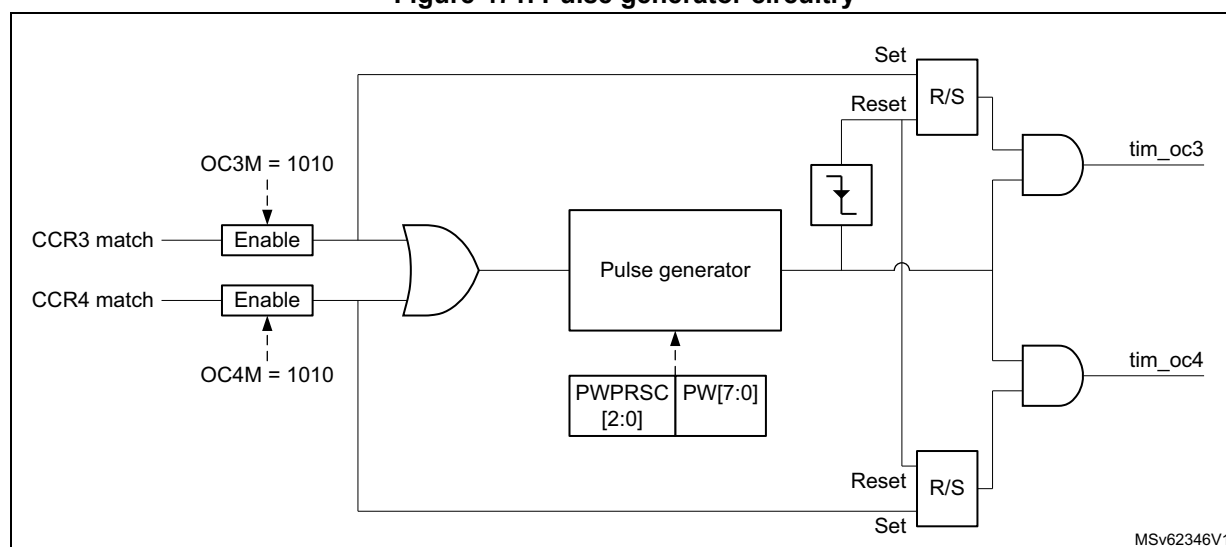 Set
Reset
R/S
OC3M = 1010
tim_oc3
CCR3 match
Enable
Pulse generator
CCR4 match
Enable
OC4M = 1010
tim_oc4
PWPRSC
[2:0]
PW[7:0]
Reset
R/S
Set
MSv62346V1